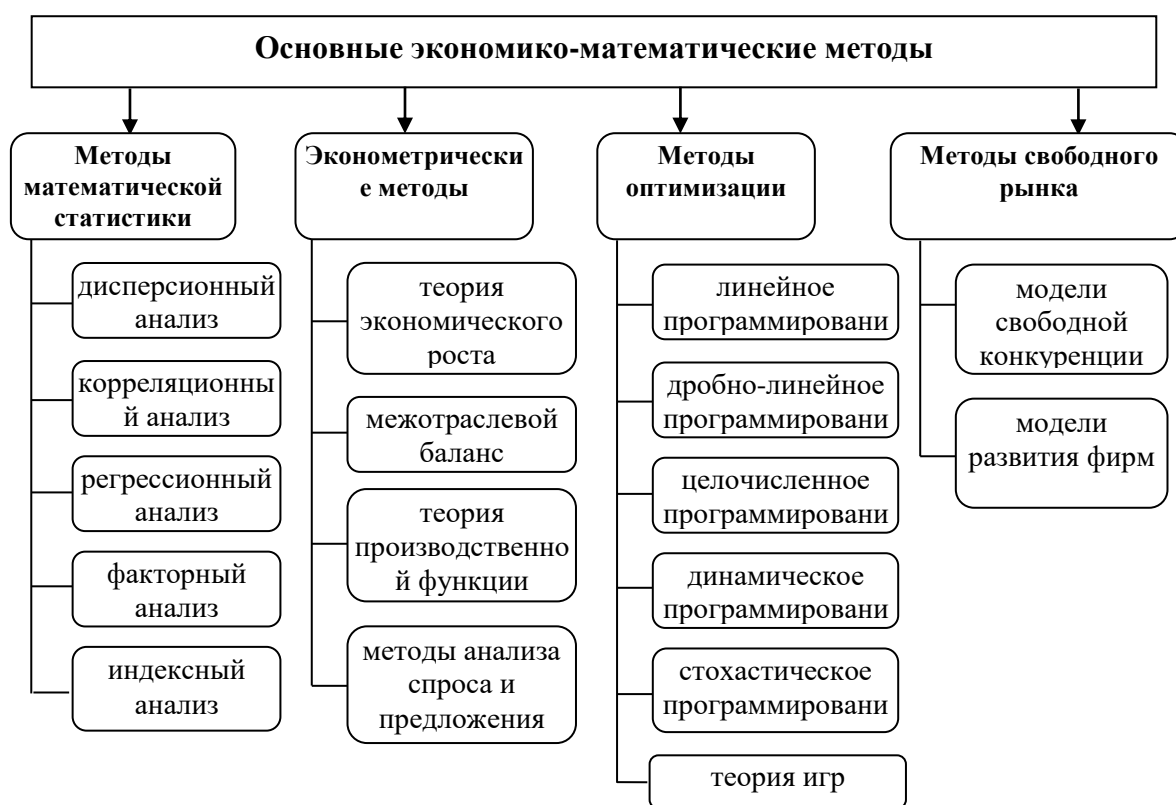 Основные экономико-математические методы
Методы
математической
статистики
дисперсионный
анализ
корреляционны
й анализ
регрессионный
анализ
факторный
анализ
индексный
анализ
Эконометрически
е методы
теория
экономического
роста
межотраслевой
баланс
теория
производственно
й функции
методы анализа
спроса и
предложения
Методы
оптимизации
линейное
программировани
дробно-линейное
программировани
целочисленное
программировани
динамическое
программировани
стохастическое
программировани
теория игр
Методы свободного
рынка
модели
свободной
конкуренции
модели
развития фирм